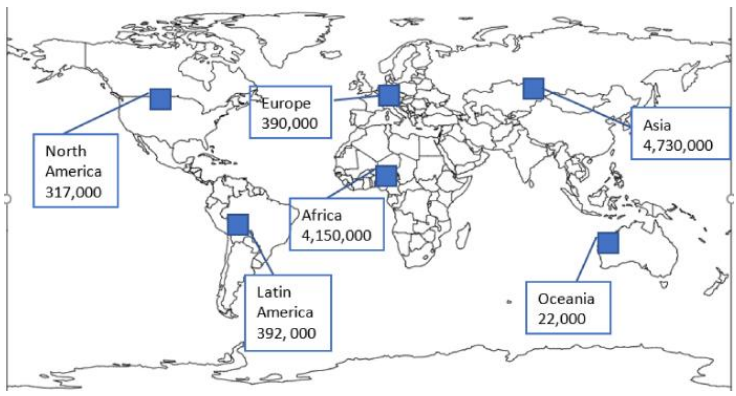 North
America
317,000
Europe
390,000
Asia
4,730,000
Africa
4,150,000
Latin
America
392, 000
Oceania
22,000